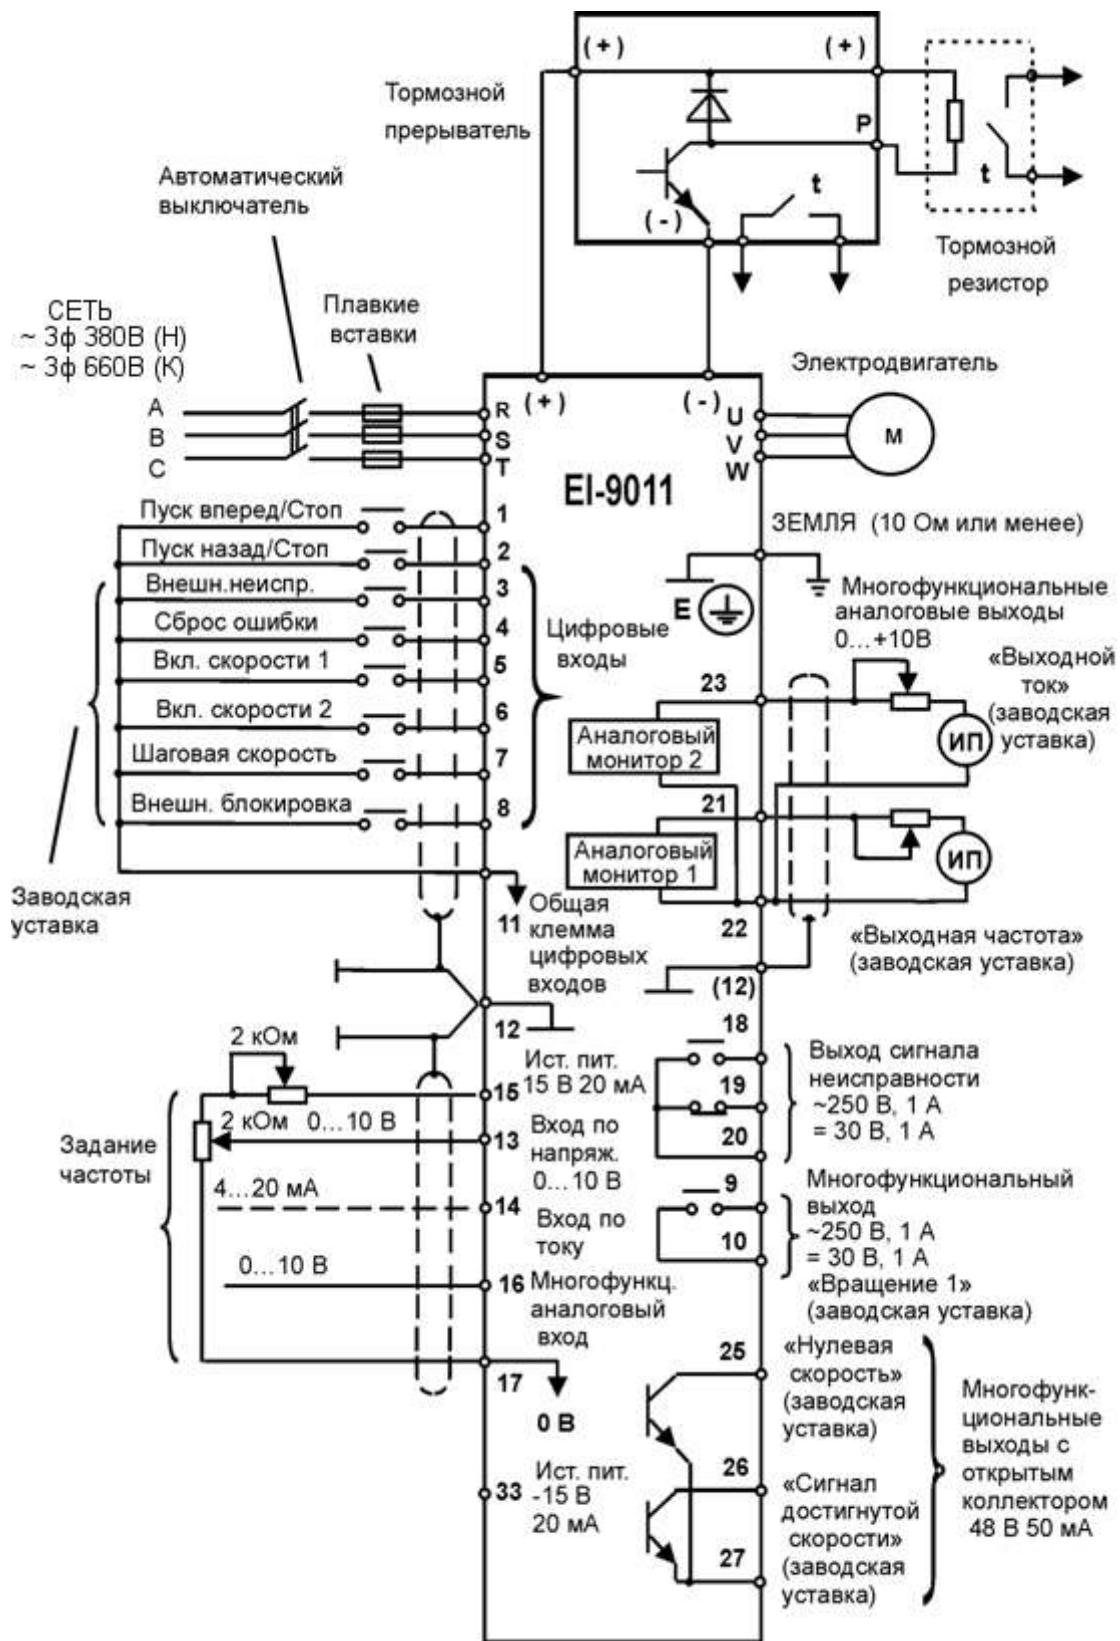 (+)
(+)
Тормозной
прерыватель
P
t
t
(-)
Тормозной
резистор
Автоматический
выключатель
СЕТЬ
~ 3ф 380В (Н)
~ 3ф 660В (К)
Плавкие
вставки
Электродвигатель
A
B
C
R
S
T
(+)
(-)
U
V
W
М
EI-9011
Пуск вперед/Стоп
1
Пуск назад/Стоп
2
Внешн.неиспр.
3
Сброс ошибки
4
Вкл. скорости 1
5
Вкл. скорости 2
6
Шаговая скорость
7
Внешн. блокировка
8
Цифровые
входы
Заводская
уставка
11
Общая
клемма
цифровых
входов
ЗЕМЛЯ (10 Ом или менее)
E
Многофункциональные
аналоговые выходы
0...+10В
23
Аналоговый
монитор 2
ИП
«Выходной
ток»
(заводская
уставка)
21
Аналоговый
монитор 1
ИП
22
«Выходная частота»
(заводская уставка)
(12)
12
2 кОм
15
Ист. пит.
15 В 20 мА
2 кОм
0...10 В
13
Вход по
напряж.
0...10 В
Задание
частоты
4...20 мА
14
Вход по
току
0...10 В
16
Многофункц.
аналоговый
вход
17
0 В
33
Ист. пит.
-15 В
20 мА
18
19
20
Выход сигнала
неисправности
~250 В, 1 А
= 30 В, 1 А
9
10
Многофункциональный
выход
~250 В, 1 А
= 30 В, 1 А
«Вращение 1»
(заводская уставка)
25
«Нулевая
скорость»
(заводская
уставка)
26
«Сигнал
достигнутой
скорости»
(заводская
уставка)
27
Многофунк-
циональные
выходы с
открытым
коллектором
48 В 50 мА